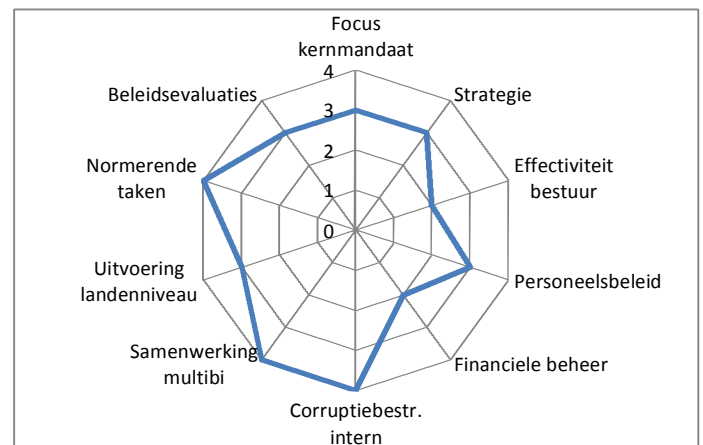 Focus
kernmandaat
4
Beleidsevaluaties
Strategie
3
Normerende
taken
2
Effectiviteit
bestuur
1
0
Uitvoering
landenniveau
Personeelsbeleid
Samenwerking
multibi
Financiele beheer
Corruptiebestr.
intern